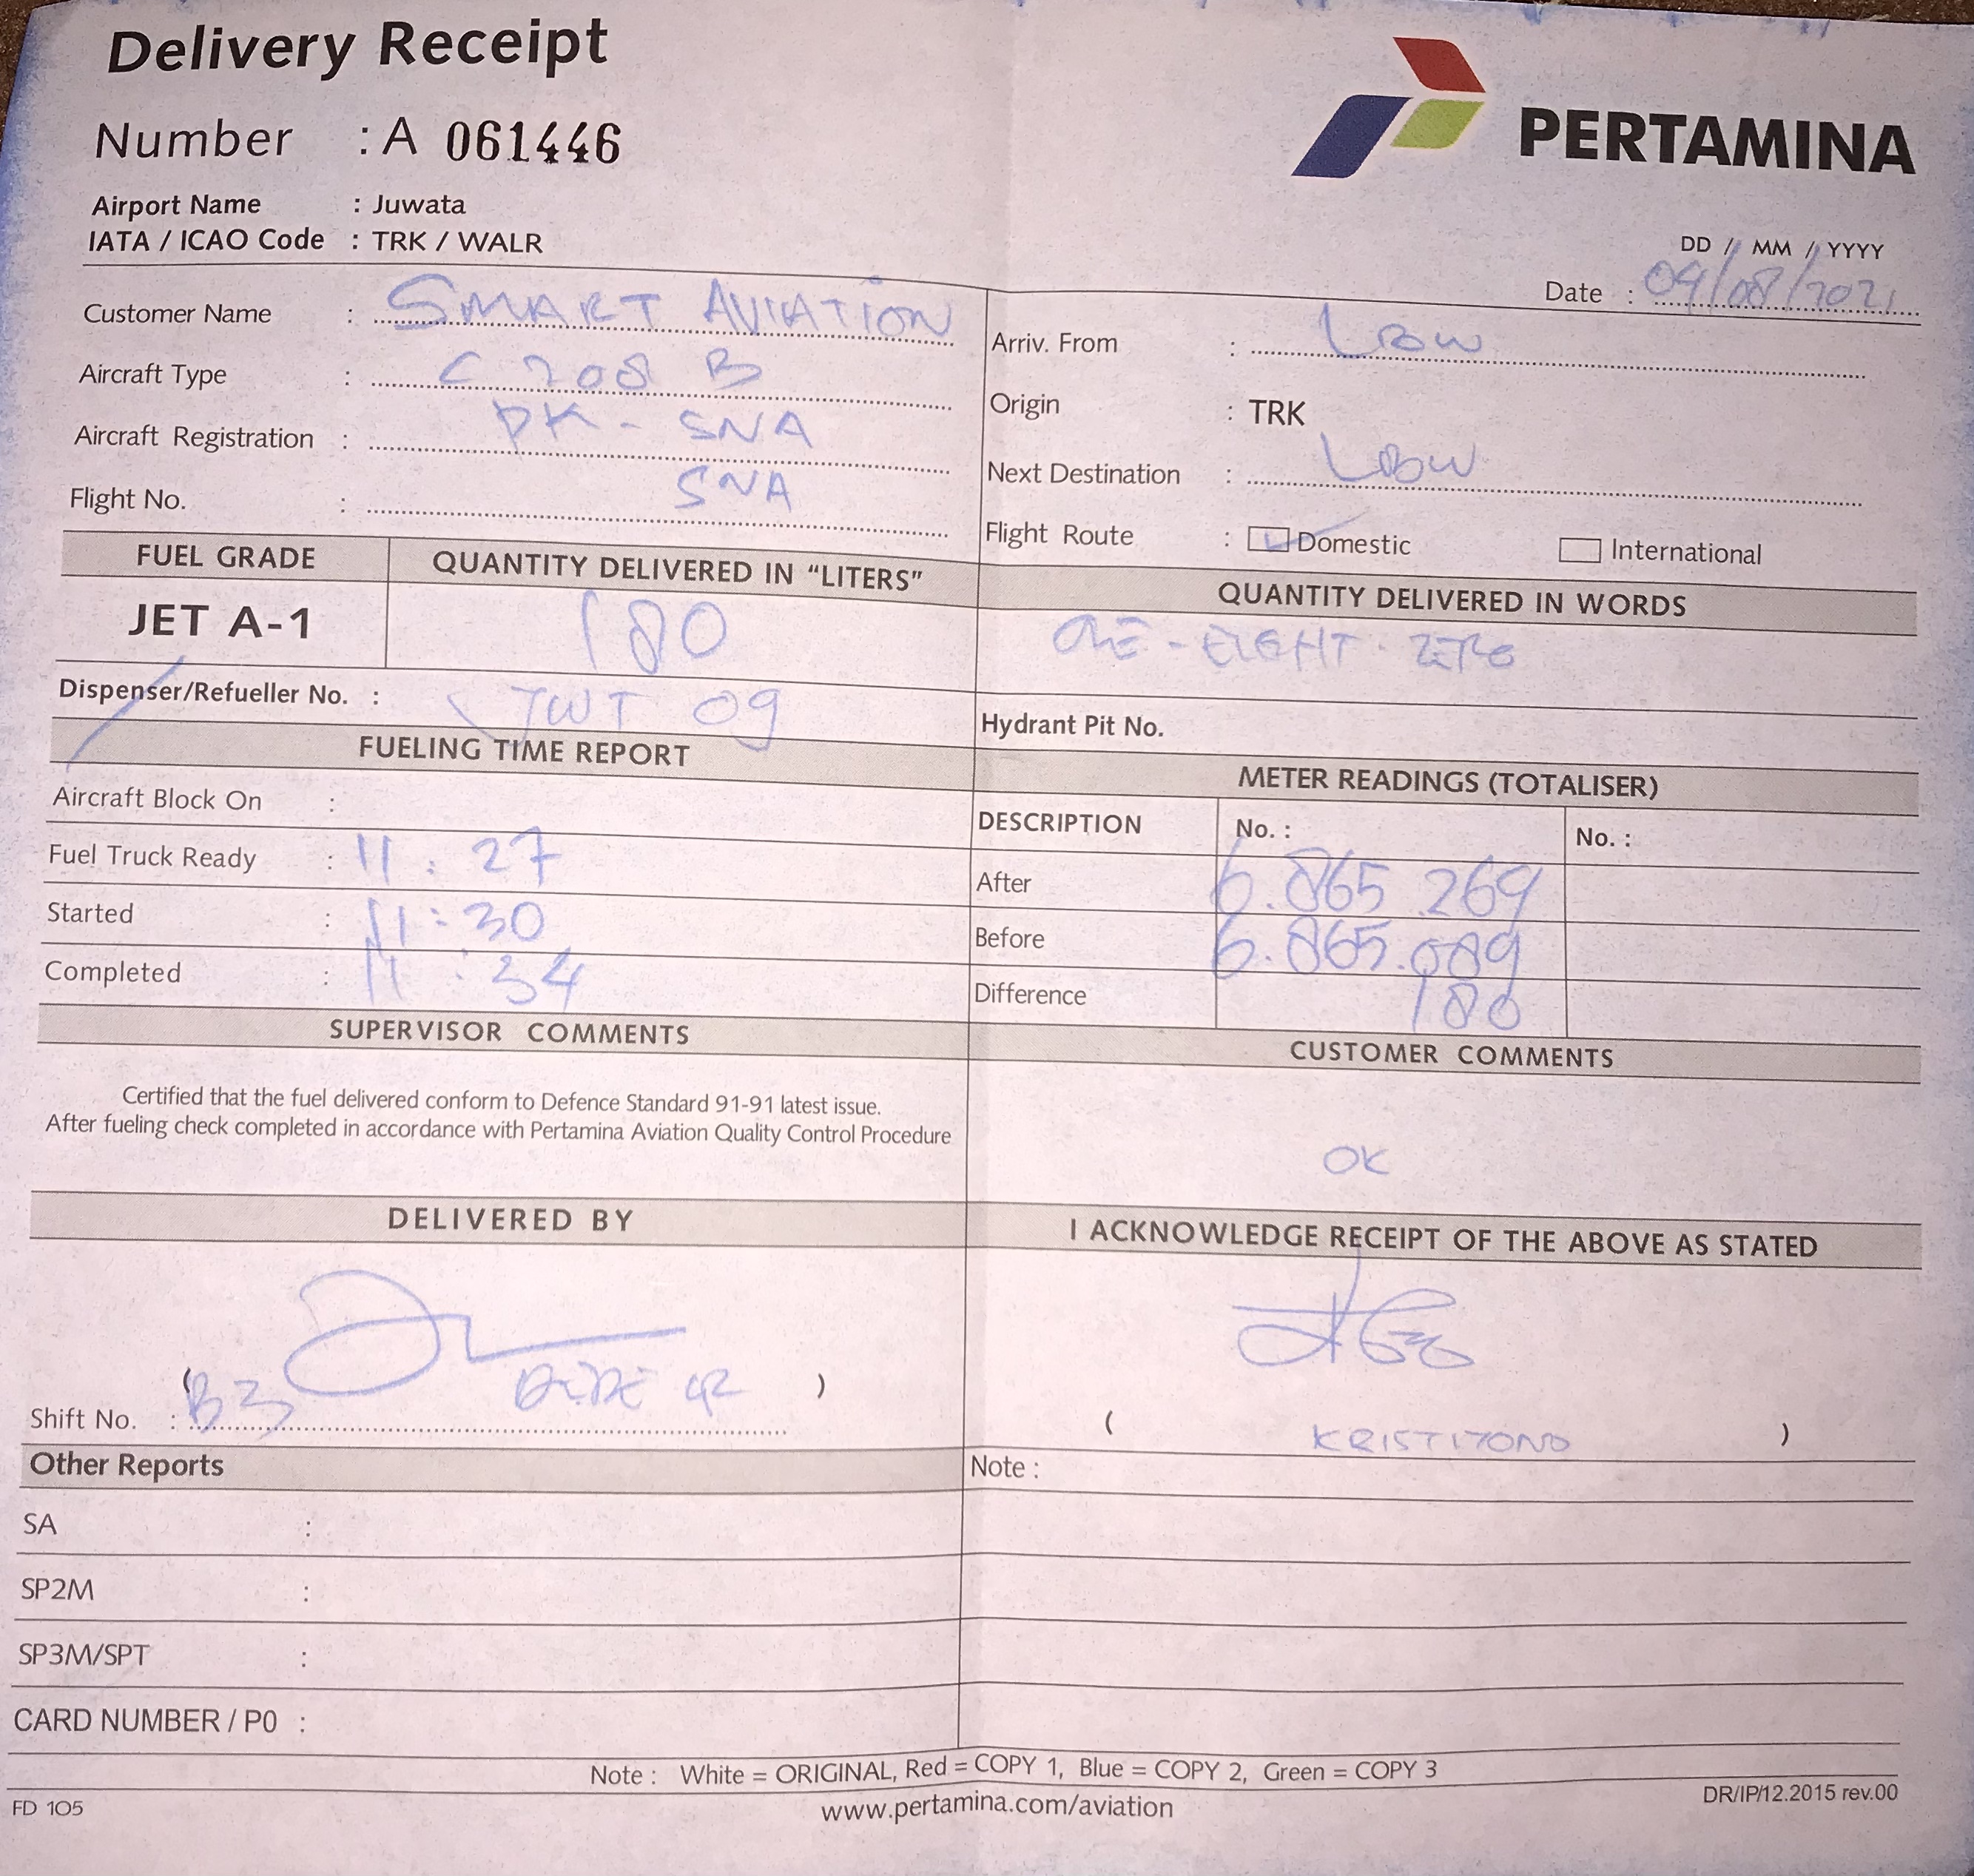 Delivery Receipt
PERTAMINA
Number : A 061446
Airport Name : Juwata
IATA / ICAO Code : TRK / WALR
DD / MM / YYYY
Date : 09/08/2021
Customer Name : SMART AVIATION
Arriv. From : LBW
Aircraft Type : C 208 B
Origin : TRK
Aircraft Registration : PK - SNA
Next Destination : LBW
Flight No. : SNA
Flight Route : Domestic International
FUEL GRADE QUANTITY DELIVERED IN "LITERS" QUANTITY DELIVERED IN WORDS
JET A-1 180 ONE - EIGHT - ZERO
Dispenser/Refueller No. : TWT 09
Hydrant Pit No.
FUELING TIME REPORT METER READINGS (TOTALISER)
Aircraft Block On :
DESCRIPTION No. : No. :
Fuel Truck Ready : 11 : 27
After 6.865.269
Started : 11 : 30
Before 6.865.089
Completed : 11 : 34
Difference 180
SUPERVISOR COMMENTS CUSTOMER COMMENTS
Certified that the fuel delivered conform to Defence Standard 91-91 latest issue.
After fueling check completed in accordance with Pertamina Aviation Quality Control Procedure
OK
DELIVERED BY I ACKNOWLEDGE RECEIPT OF THE ABOVE AS STATED
( )
Shift No. : B3
( KRISTIYONO )
Other Reports Note :
SA :
SP2M :
SP3M/SPT :
CARD NUMBER / P0 :
Note : White = ORIGINAL, Red = COPY 1, Blue = COPY 2, Green = COPY 3
FD 105 www.pertamina.com/aviation DR/IP/12.2015 rev.00